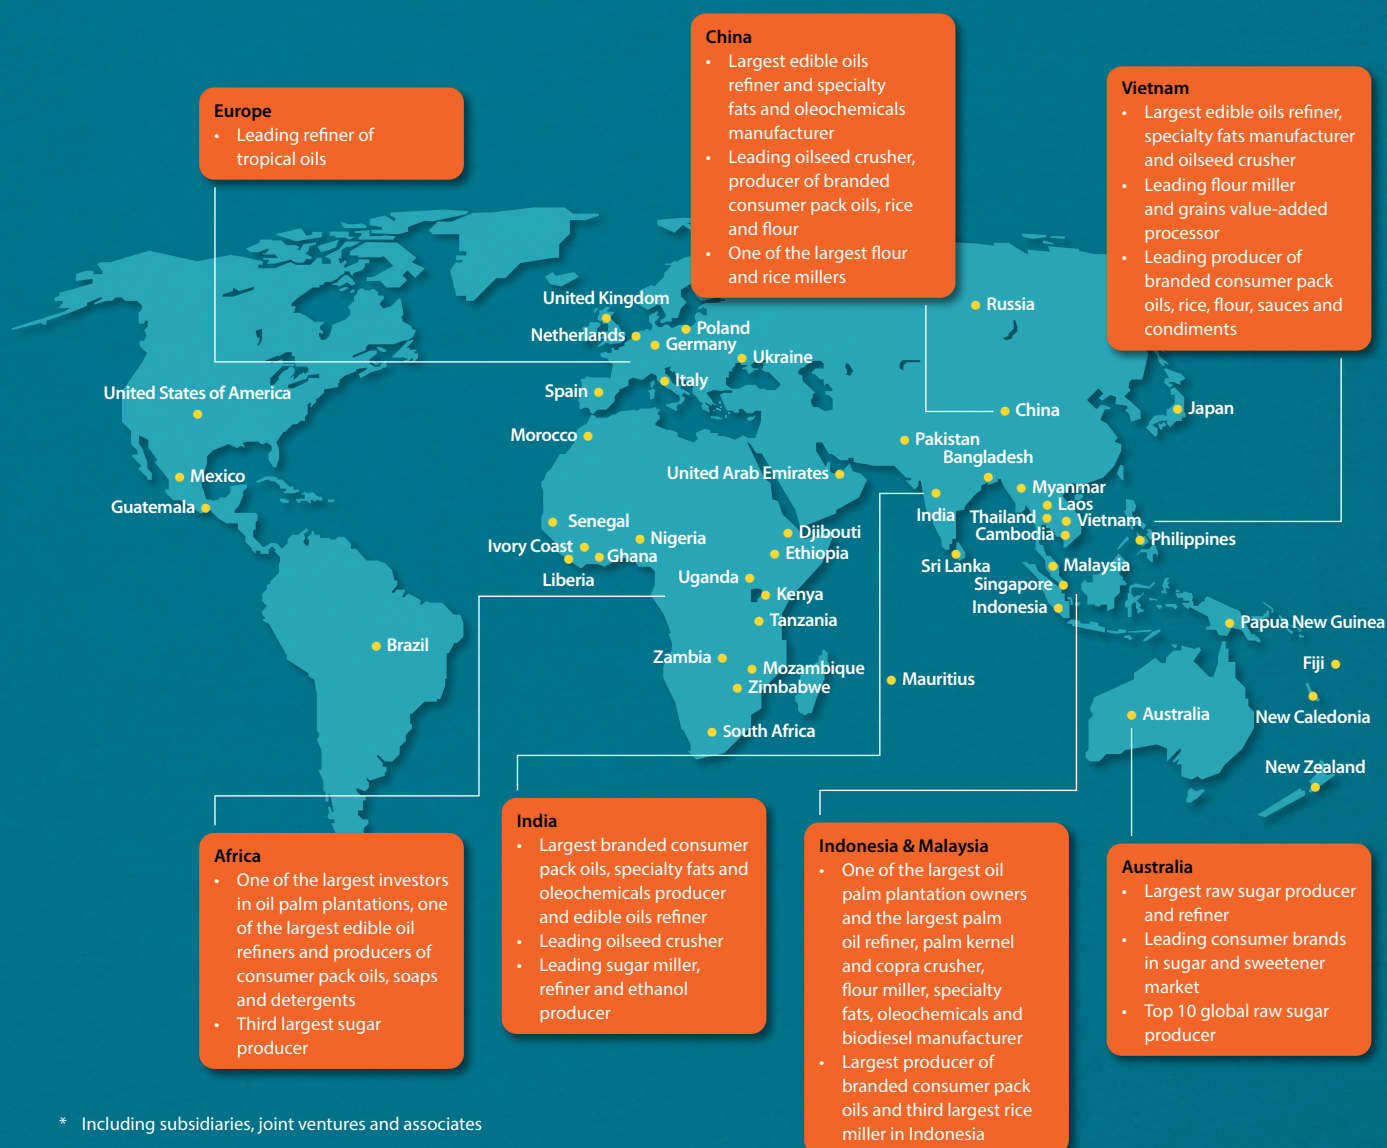 China
• Largest edible oils
refiner and specialty
fats and oleochemicals
manufacturer
• Leading oilseed crusher,
producer of branded
consumer pack oils, rice
and flour
• One of the largest flour
and rice millers
Vietnam
• Largest edible oils refiner,
specialty fats manufacturer
and oilseed crusher
• Leading flour miller
and grains value-added
processor
• Leading producer of
branded consumer pack
oils, rice, flour, sauces and
condiments
Europe
• Leading refiner of
tropical oils
United Kingdom
Russia
Netherlands
Poland
Germany
Ukraine
Italy
Spain
United States of America
China
Japan
Morocco
Pakistan
Bangladesh
United Arab Emirates
Mexico
Myanmar
Guatemala
Laos
India
Thailand
Vietnam
Senegal
Cambodia
Djibouti
Nigeria
Philippines
Ivory Coast
Ghana
Ethiopia
Sri Lanka
Malaysia
Liberia
Uganda
Singapore
Kenya
Indonesia
Tanzania
Papua New Guinea
Brazil
Zambia
Mozambique
Fiji
Mauritius
Zimbabwe
Australia
New Caledonia
South Africa
New Zealand
Africa
• One of the largest investors
in oil palm plantations, one
of the largest edible oil
refiners and producers of
consumer pack oils, soaps
and detergents
• Third largest sugar
producer
India
• Largest branded consumer
pack oils, specialty fats and
oleochemicals producer
and edible oils refiner
• Leading oilseed crusher
• Leading sugar miller,
refiner and ethanol
producer
Indonesia & Malaysia
• One of the largest oil
palm plantation owners
and the largest palm
oil refiner, palm kernel
and copra crusher,
flour miller, specialty
fats, oleochemicals and
biodiesel manufacturer
• Largest producer of
branded consumer pack
oils and third largest rice
miller in Indonesia
Australia
• Largest raw sugar producer
and refiner
• Leading consumer brands
in sugar and sweetener
market
• Top 10 global raw sugar
producer
* Including subsidiaries, joint ventures and associates